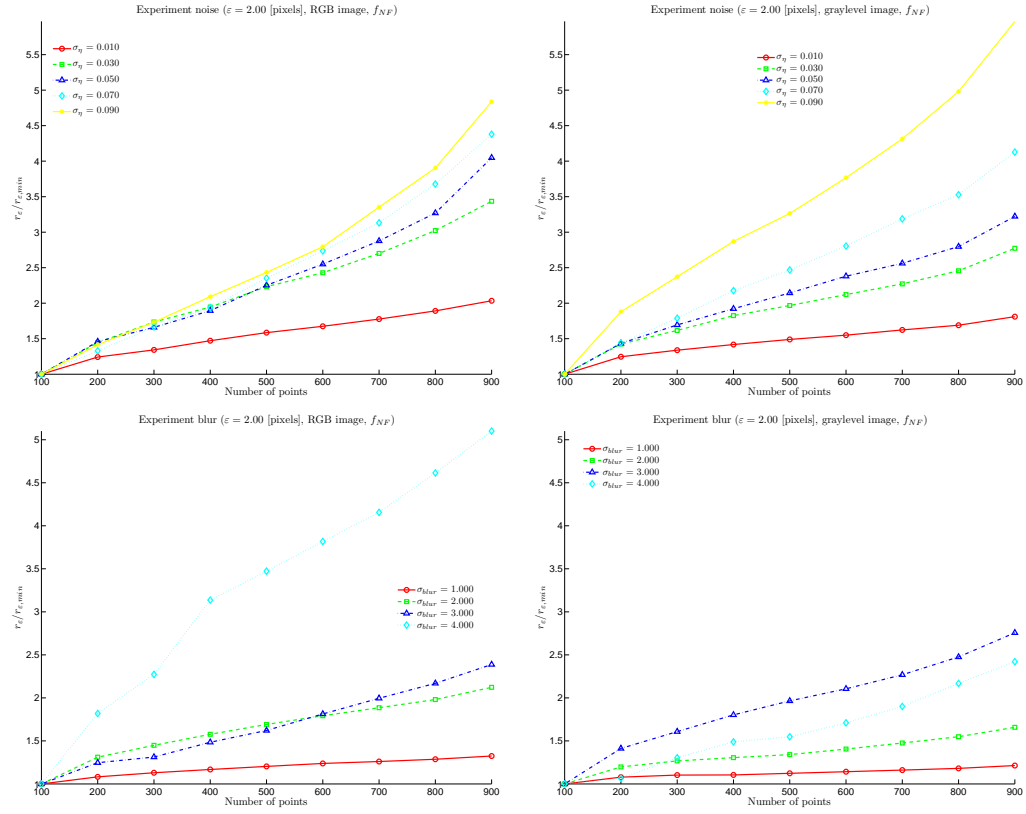 Experiment noise (ε = 2.00 [pixels], RGB image, f_NF)
r_ε/r_ε,min
5.5
5
4.5
4
3.5
3
2.5
2
1.5
1
100 200 300 400 500 600 700 800 900
Number of points
σ_η = 0.010
σ_η = 0.030
σ_η = 0.050
σ_η = 0.070
σ_η = 0.090
Experiment noise (ε = 2.00 [pixels], graylevel image, f_NF)
r_ε/r_ε,min
5.5
5
4.5
4
3.5
3
2.5
2
1.5
1
100 200 300 400 500 600 700 800 900
Number of points
σ_η = 0.010
σ_η = 0.030
σ_η = 0.050
σ_η = 0.070
σ_η = 0.090
Experiment blur (ε = 2.00 [pixels], RGB image, f_NF)
r_ε/r_ε,min
5
4.5
4
3.5
3
2.5
2
1.5
1
100 200 300 400 500 600 700 800 900
Number of points
σ_blur = 1.000
σ_blur = 2.000
σ_blur = 3.000
σ_blur = 4.000
Experiment blur (ε = 2.00 [pixels], graylevel image, f_NF)
r_ε/r_ε,min
5
4.5
4
3.5
3
2.5
2
1.5
1
100 200 300 400 500 600 700 800 900
Number of points
σ_blur = 1.000
σ_blur = 2.000
σ_blur = 3.000
σ_blur = 4.000